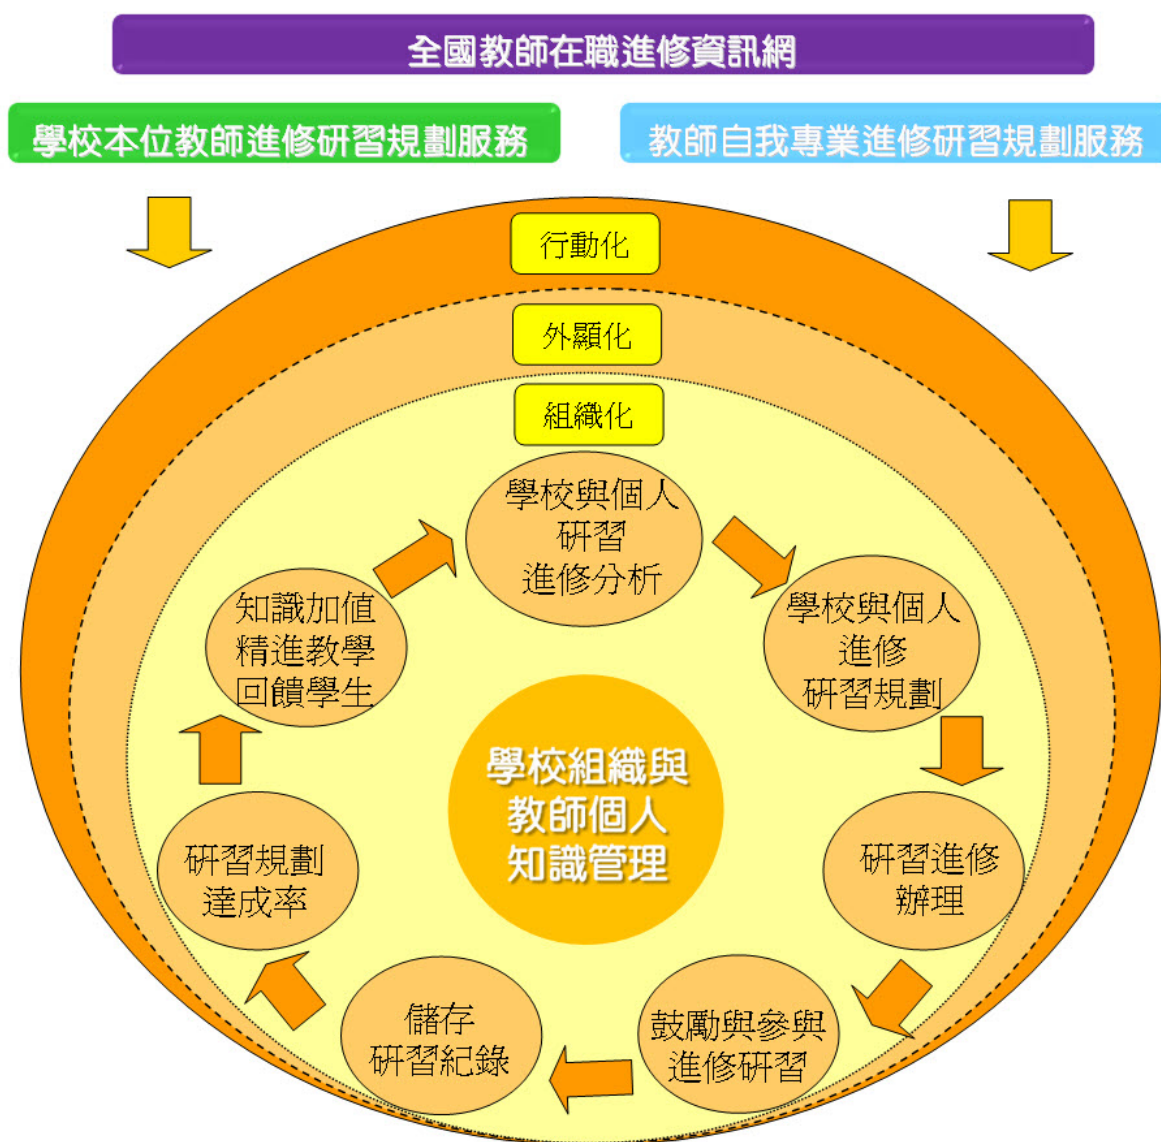 全國教師在職進修資訊網
學校本位教師進修研習規劃服務
教師自我專業進修研習規劃服務
行動化
外顯化
組織化
學校與個人
研習
進修分析
學校與個人
進修
研習規劃
研習進修
辦理
鼓勵與參與
進修研習
儲存
研習紀錄
研習規劃
達成率
知識加值
精進教學
回饋學生
學校組織與
教師個人
知識管理